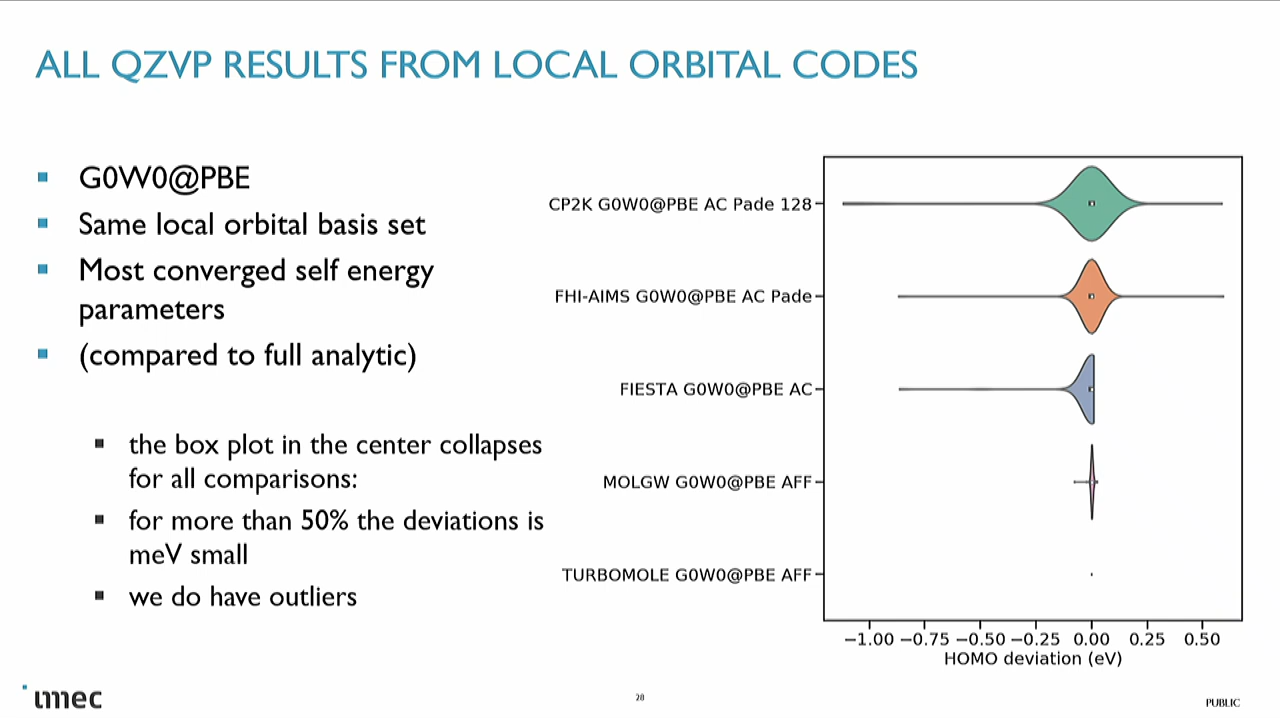 ALL QZVP RESULTS FROM LOCAL ORBITAL CODES
G0W0@PBE
Same local orbital basis set
Most converged self energy
parameters
(compared to full analytic)
the box plot in the center collapses
for all comparisons:
for more than 50% the deviations is
meV small
we do have outliers
CP2K G0W0@PBE AC Pade 128
FHI-AIMS G0W0@PBE AC Pade
FIESTA G0W0@PBE AC
MOLGW G0W0@PBE AFF
TURBOMOLE G0W0@PBE AFF
−1.00 −0.75 −0.50 −0.25 0.00 0.25 0.50
HOMO deviation (eV)
imec
28
PUBLIC